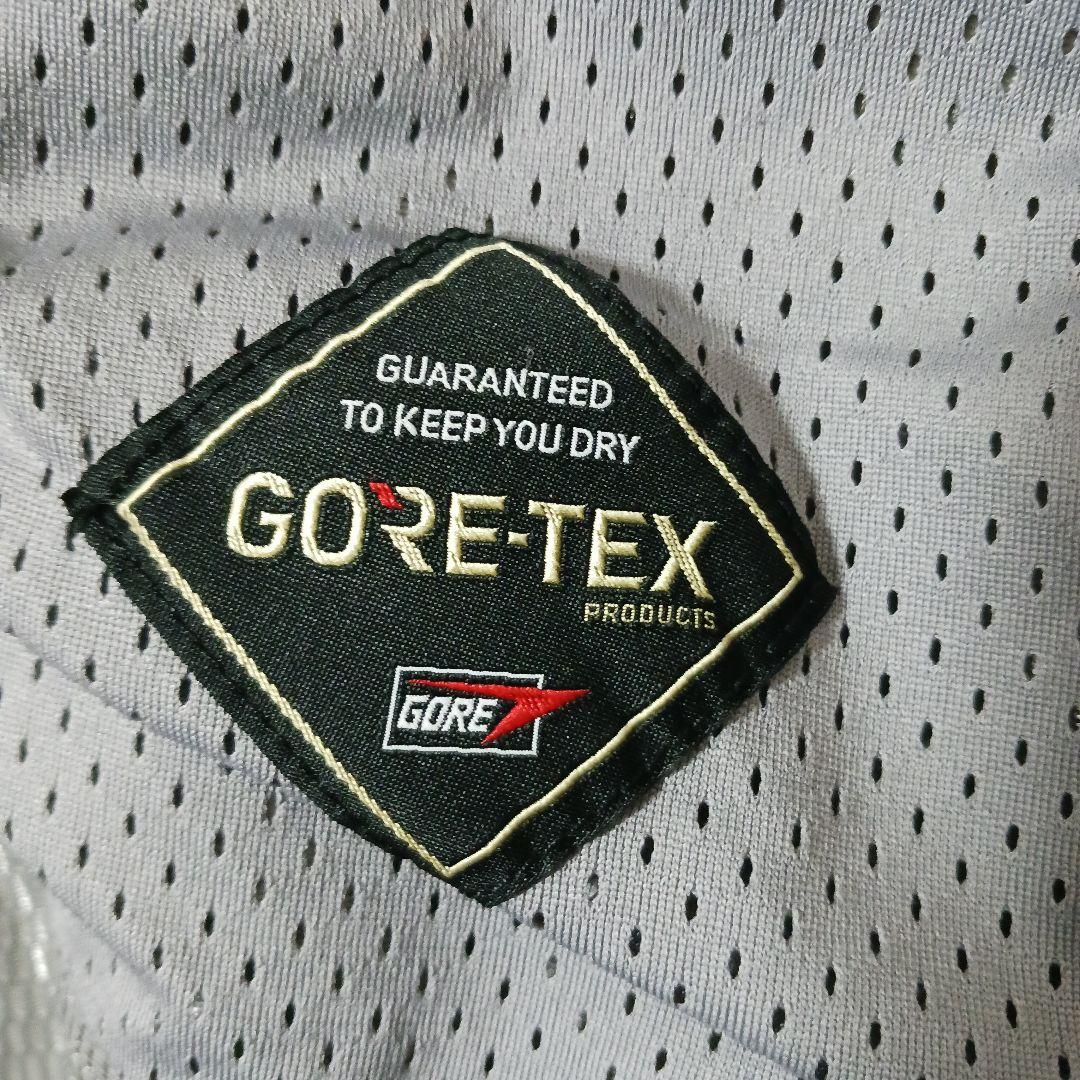 GUARANTEED
TO KEEP YOU DRY
GORE-TEX
PRODUCTS
GORE